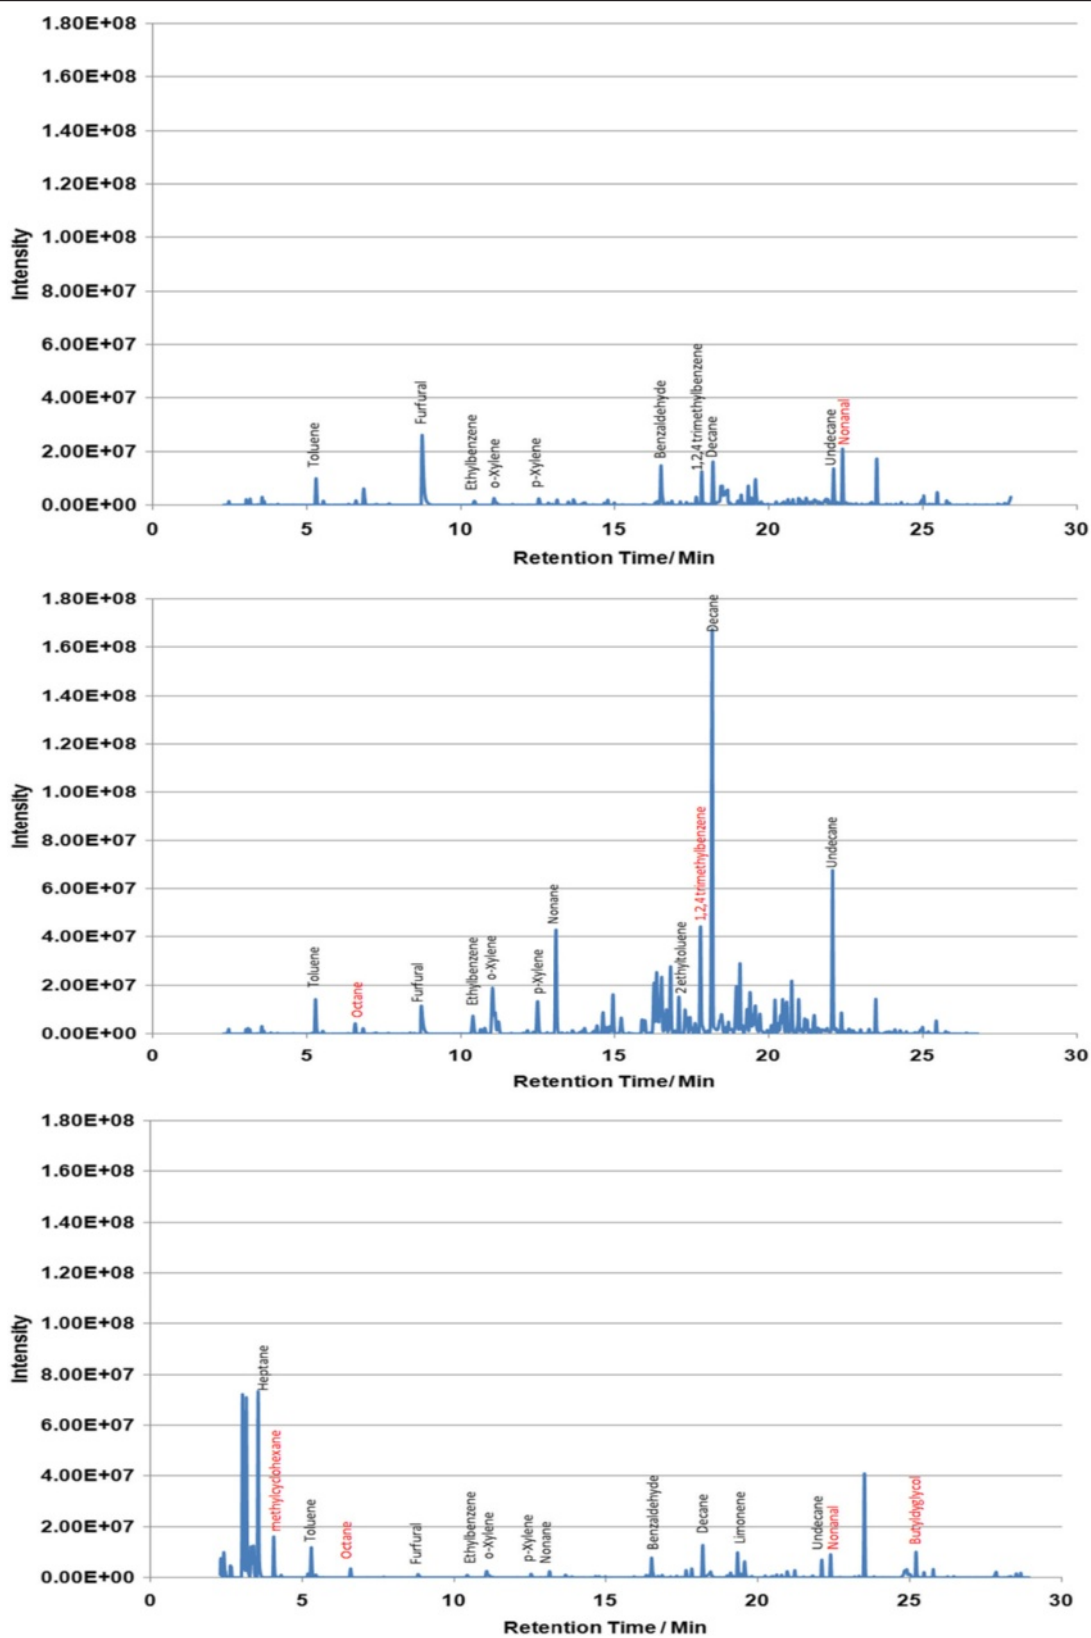 1.80E+08
1.60E+08
1.40E+08
1.20E+08
1.00E+08
8.00E+07
6.00E+07
4.00E+07
2.00E+07
0.00E+00
Intensity
Toluene
Furfural
Ethylbenzene
o-Xylene
p-Xylene
Benzaldehyde
1,2,4 trimethylbenzene
Decane
Undecane
Nonanal
0 5 10 15 20 25 30
Retention Time/ Min
1.80E+08
1.60E+08
1.40E+08
1.20E+08
1.00E+08
8.00E+07
6.00E+07
4.00E+07
2.00E+07
0.00E+00
Intensity
Toluene
Octane
Furfural
Ethylbenzene
o-Xylene
p-Xylene
Nonane
2 ethyltoluene
1,2,4 trimethylbenzene
Decane
Undecane
0 5 10 15 20 25 30
Retention Time/ Min
1.80E+08
1.60E+08
1.40E+08
1.20E+08
1.00E+08
8.00E+07
6.00E+07
4.00E+07
2.00E+07
0.00E+00
Intensity
Heptane
methylcyclohexane
Toluene
Octane
Furfural
Ethylbenzene
o-Xylene
p-Xylene
Nonane
Benzaldehyde
Decane
Limonene
Undecane
Nonanal
Butyldyglycol
0 5 10 15 20 25 30
Retention Time / Min